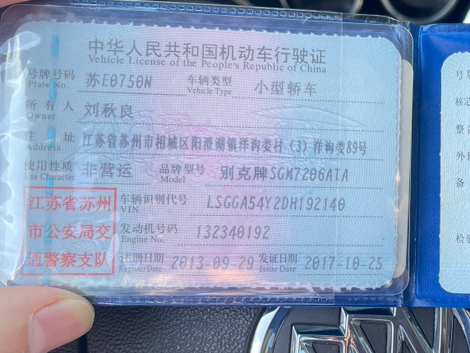 中华人民共和国机动车行驶证
Vehicle License of the People's Republic of China
号牌号码 苏E0750N 车辆类型 小型轿车
Plate No. Vehicle Type
所有人 刘秋良
Owner
住址 江苏省苏州市相城区阳澄湖镇洋沟娄村(3)洋沟娄89号
Address
使用性质 非营运 品牌型号 别克牌SGM7206ATA
Use Character Model
江苏省苏州 车辆识别代号 LSGGA54Y2DH192140
VIN
市公安局交 发动机号码 132340192
Engine No.
通警察支队 注册日期 2013-09-29 发证日期 2017-10-25
Register Date Issue Date